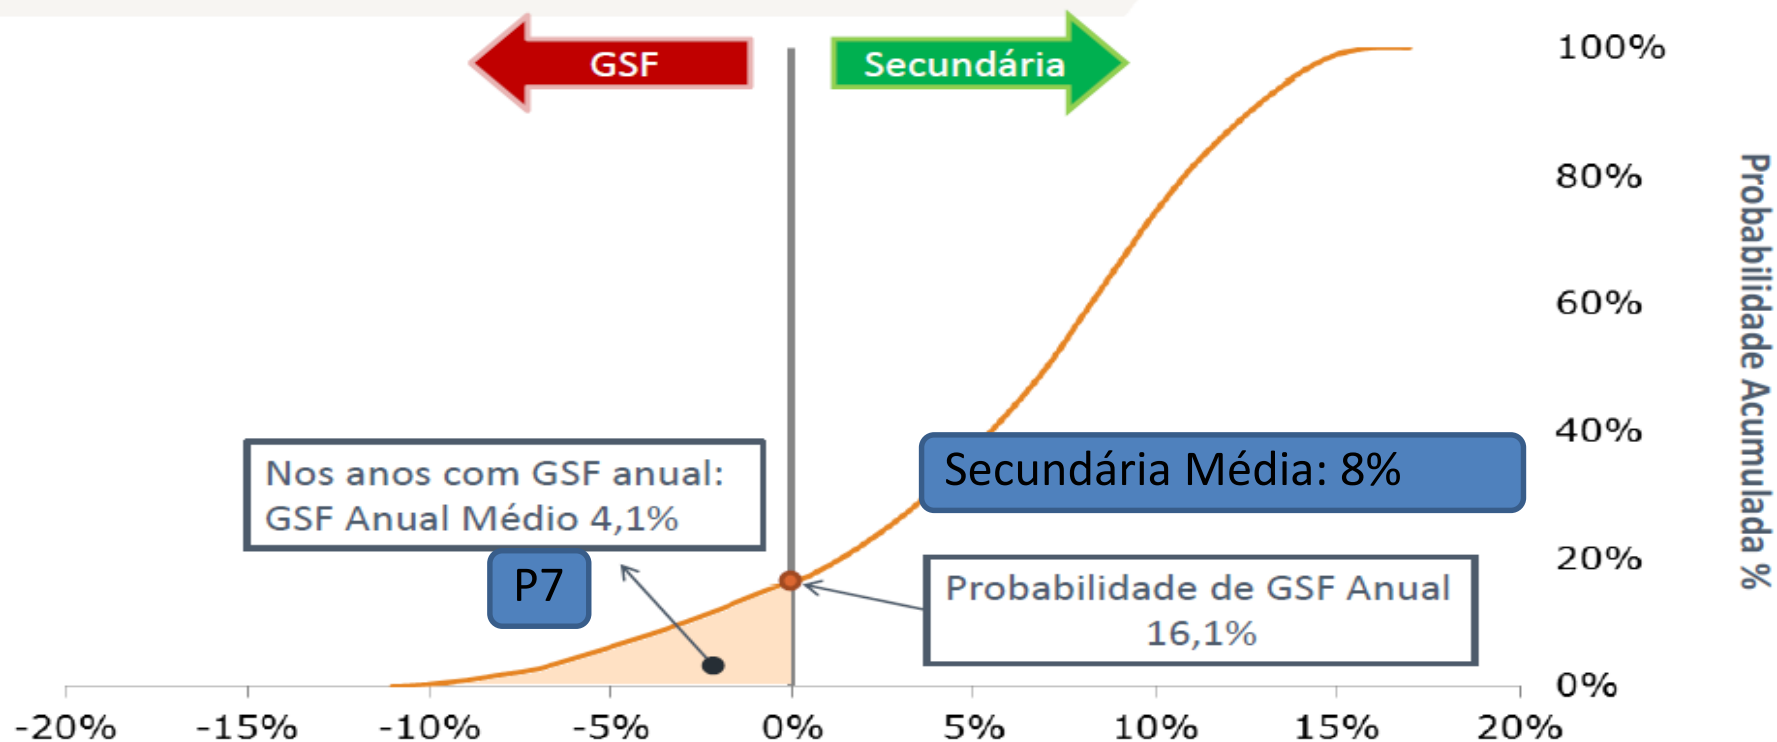 GSF
Secundária
100%
80%
60%
40%
20%
0%
Probabilidade Acumulada %
Secundária Média: 8%
Nos anos com GSF anual:
GSF Anual Médio 4,1%
P7
Probabilidade de GSF Anual
16,1%
-20% -15% -10% -5% 0% 5% 10% 15% 20%